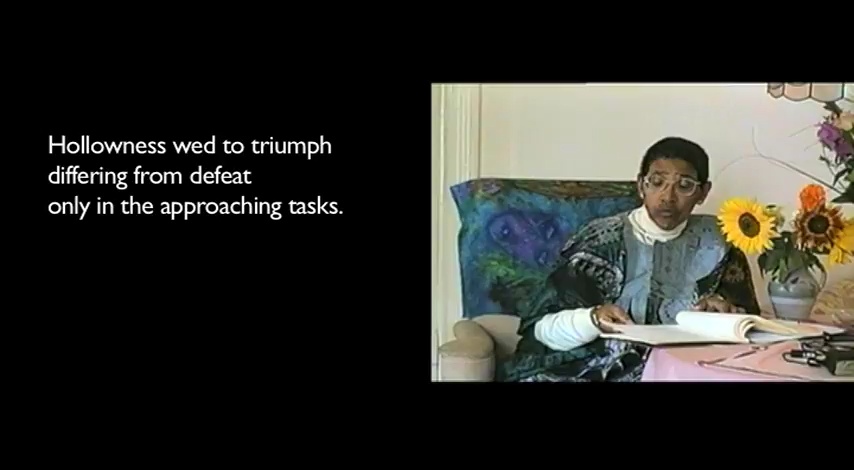 Hollowness wed to triumph
differing from defeat
only in the approaching tasks.